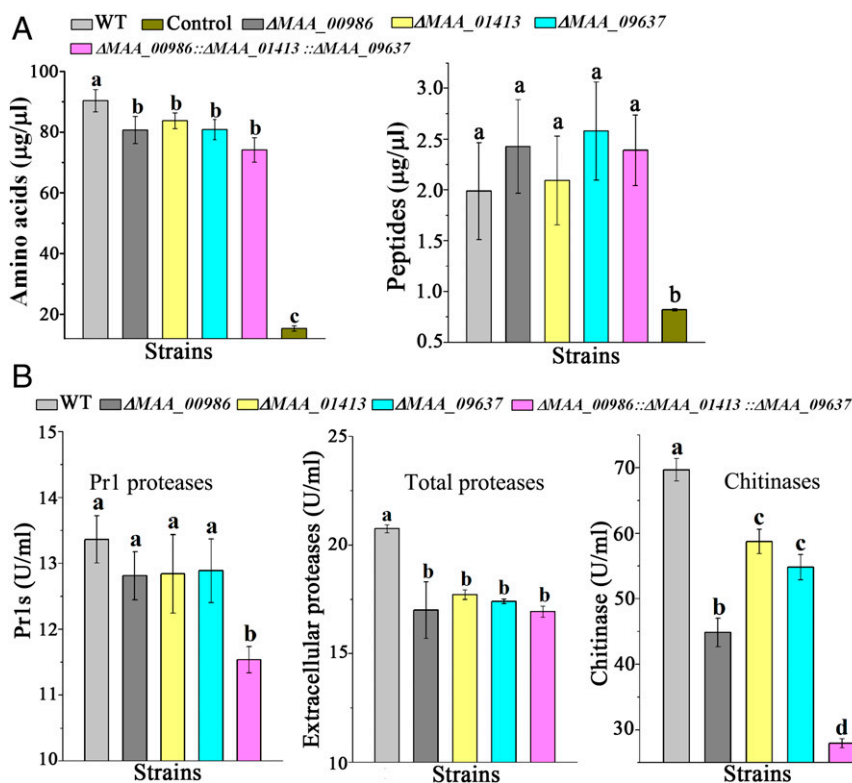 A
WT Control ΔMAA_00986 ΔMAA_01413 ΔMAA_09637
ΔMAA_00986::ΔMAA_01413 ::ΔMAA_09637
Amino acids (μg/μl)
100
80
60
40
20
a
b
b
b
b
c
Strains
Peptides (μg/μl)
3.0
2.5
2.0
1.5
1.0
0.5
a
a
a
a
a
b
Strains
B
WT ΔMAA_00986 ΔMAA_01413 ΔMAA_09637 ΔMAA_00986::ΔMAA_01413 ::ΔMAA_09637
Pr1 proteases
Pr1s (U/ml)
15
14
13
12
11
10
a
a
a
a
b
Strains
Total proteases
Extracellular proteases (U/ml)
25
20
15
10
a
b
b
b
b
Strains
Chitinases
Chitinase (U/ml)
70
60
50
40
30
a
b
c
c
d
Strains